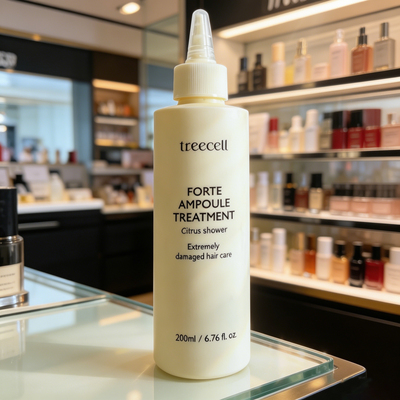 treecell
FORTE
AMPOULE
TREATMENT
Citrus shower
Extremely
damaged hair care
200ml / 6.76 fl. oz.